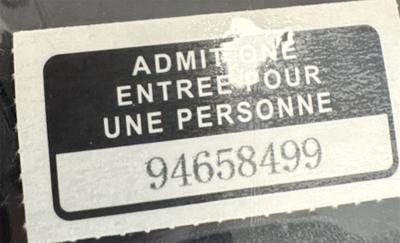 ADMIT ONE
ENTREE POUR
UNE PERSONNE
94658499